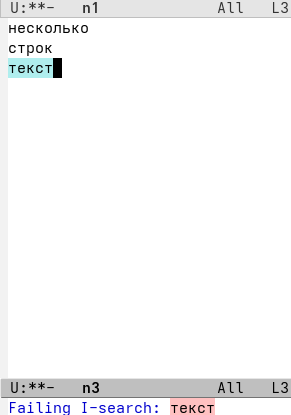 U:**-   n1   All   L3
несколько
строк
текст
U:**-   n3   All   L3
Failing I-search: текст